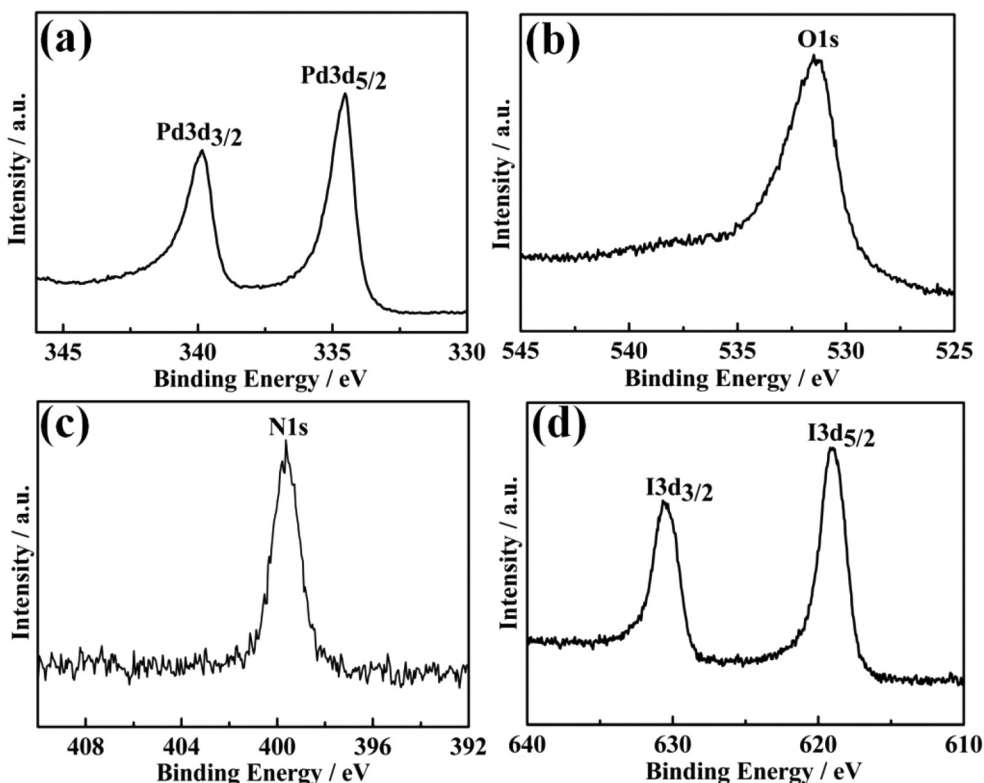 (a)
Pd3d3/2
Pd3d5/2
Intensity / a.u.
345 340 335 330
Binding Energy / eV
(b)
O1s
Intensity / a.u.
545 540 535 530 525
Binding Energy / eV
(c)
N1s
Intensity / a.u.
408 404 400 396 392
Binding Energy / eV
(d)
I3d3/2
I3d5/2
Intensity / a.u.
640 630 620 610
Binding Energy / eV